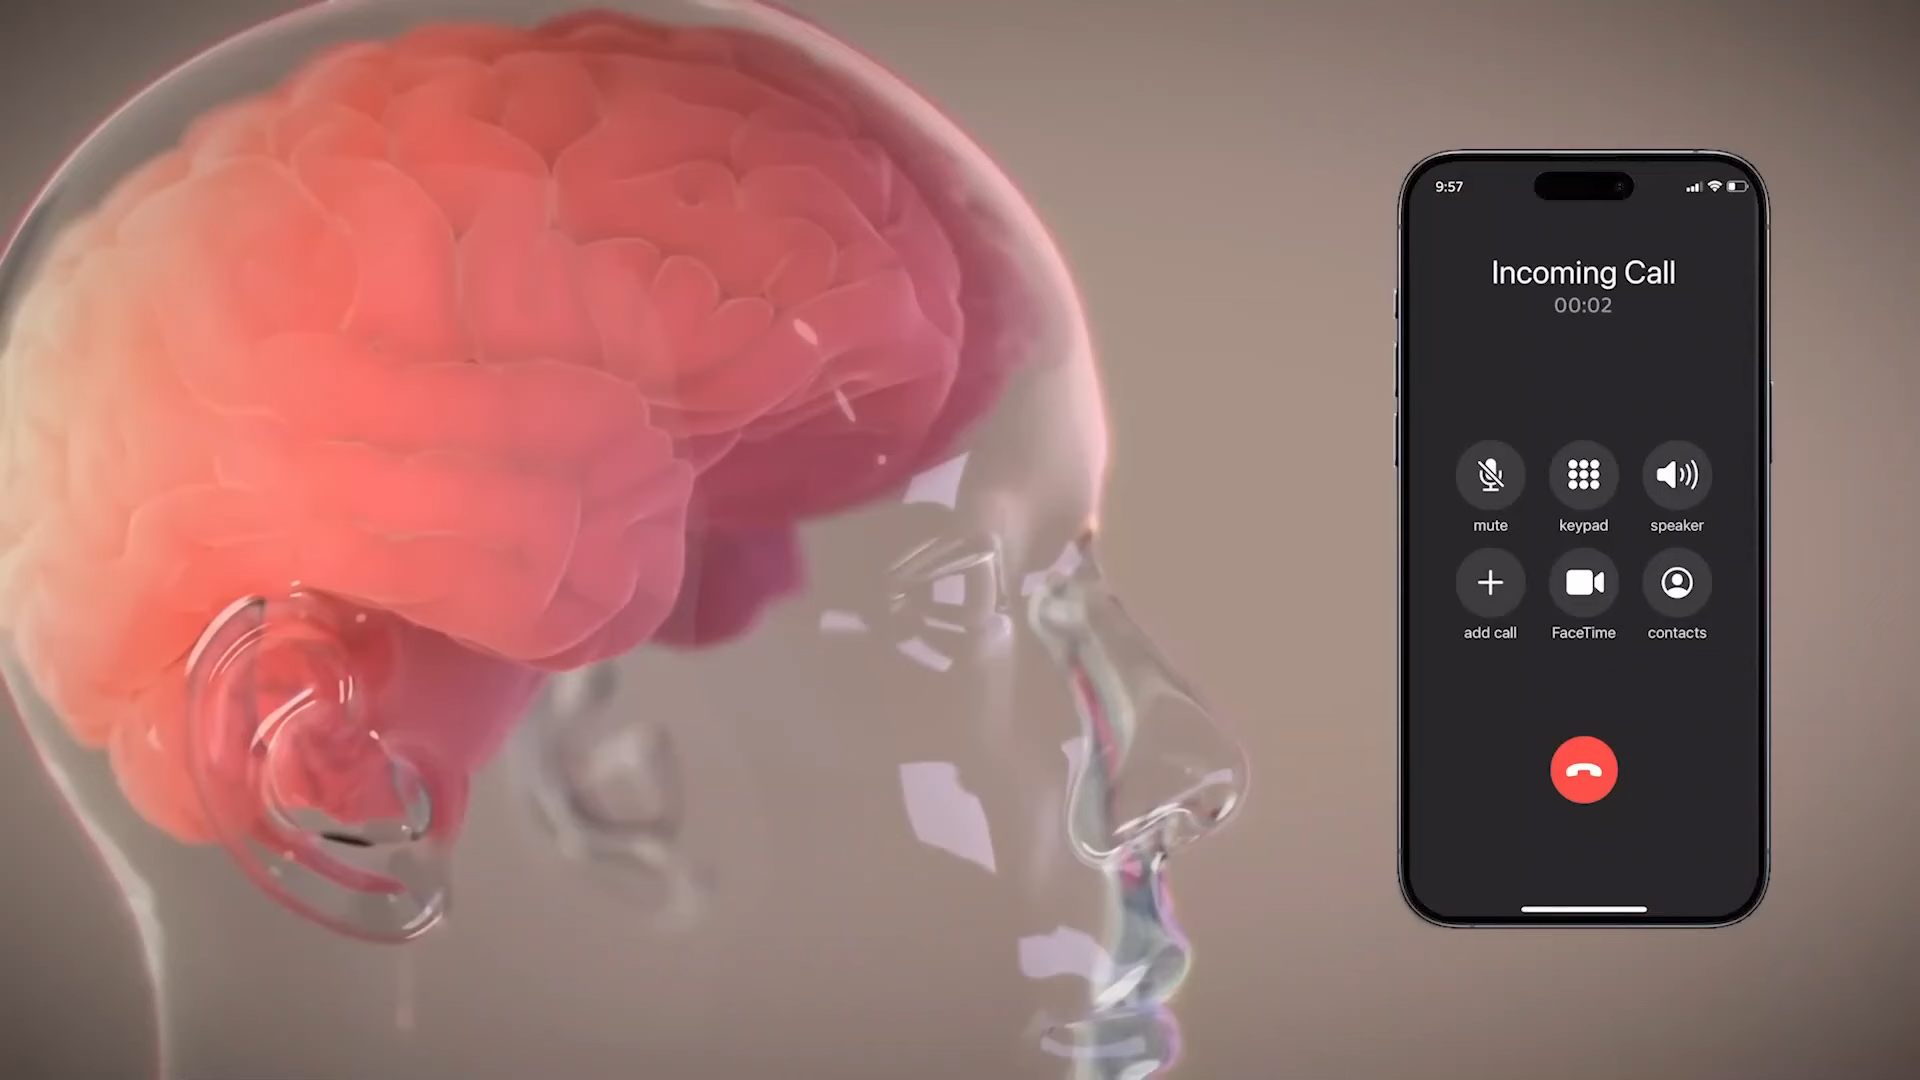 9:57
Incoming Call
00:02
mute keypad speaker
add call FaceTime contacts